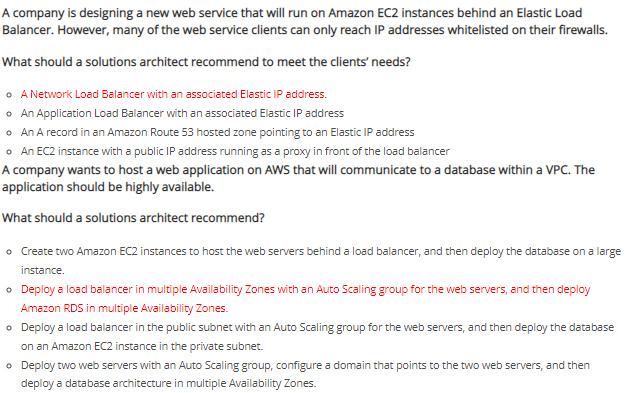 A company is designing a new web service that will run on Amazon EC2 instances behind an Elastic Load
Balancer. However, many of the web service clients can only reach IP addresses whitelisted on their firewalls.
What should a solutions architect recommend to meet the clients' needs?
A Network Load Balancer with an associated Elastic IP address.
An Application Load Balancer with an associated Elastic IP address
An A record in an Amazon Route 53 hosted zone pointing to an Elastic IP address
An EC2 instance with a public IP address running as a proxy in front of the load balancer
A company wants to host a web application on AWS that will communicate to a database within a VPC. The
application should be highly available.
What should a solutions architect recommend?
Create two Amazon EC2 instances to host the web servers behind a load balancer, and then deploy the database on a large
instance.
Deploy a load balancer in multiple Availability Zones with an Auto Scaling group for the web servers, and then deploy
Amazon RDS in multiple Availability Zones.
Deploy a load balancer in the public subnet with an Auto Scaling group for the web servers, and then deploy the database
on an Amazon EC2 instance in the private subnet.
Deploy two web servers with an Auto Scaling group, configure a domain that points to the two web servers, and then
deploy a database architecture in multiple Availability Zones.